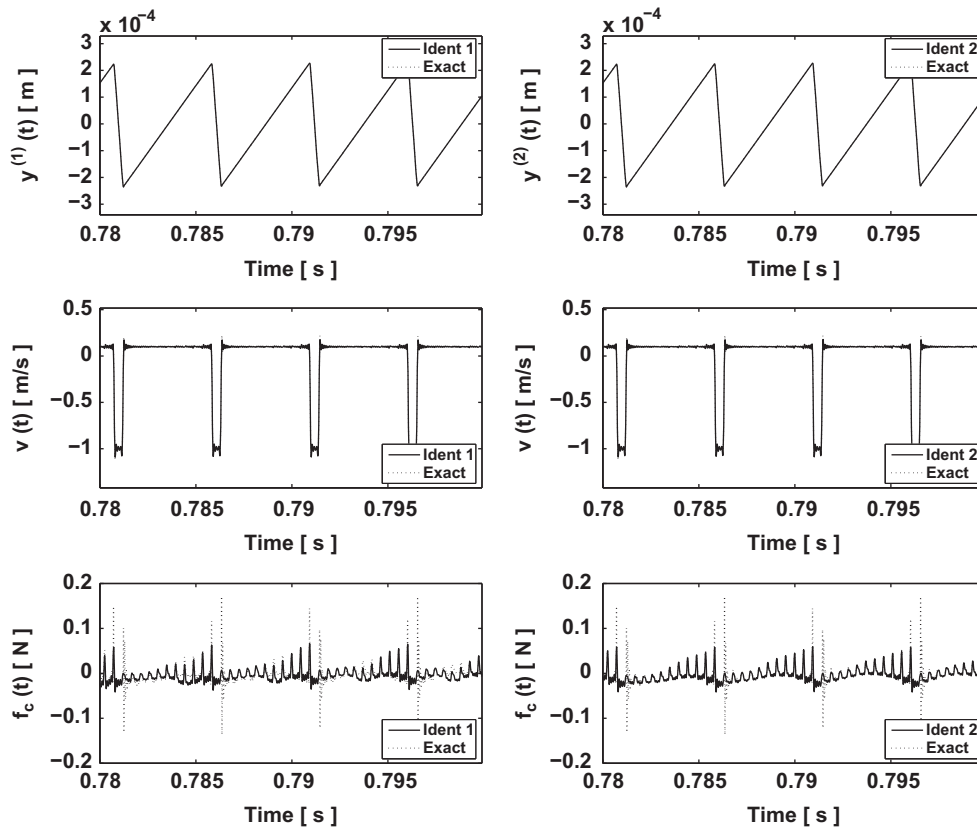 x 10⁻⁴
3
2
1
0
−1
−2
−3
y⁽¹⁾(t) [ m ]
Ident 1
Exact
0.78 0.785 0.79 0.795
Time [ s ]
x 10⁻⁴
3
2
1
0
−1
−2
−3
y⁽²⁾(t) [ m ]
Ident 2
Exact
0.78 0.785 0.79 0.795
Time [ s ]
0.5
0
−0.5
−1
v (t) [ m/s ]
Ident 1
Exact
0.78 0.785 0.79 0.795
Time [ s ]
0.5
0
−0.5
−1
v(t) [ m/s ]
Ident 2
Exact
0.78 0.785 0.79 0.795
Time [ s ]
0.2
0.1
0
−0.1
−0.2
f_c (t) [ N ]
Ident 1
Exact
0.78 0.785 0.79 0.795
Time [ s ]
0.2
0.1
0
−0.1
−0.2
f_c (t) [ N ]
Ident 2
Exact
0.78 0.785 0.79 0.795
Time [ s ]